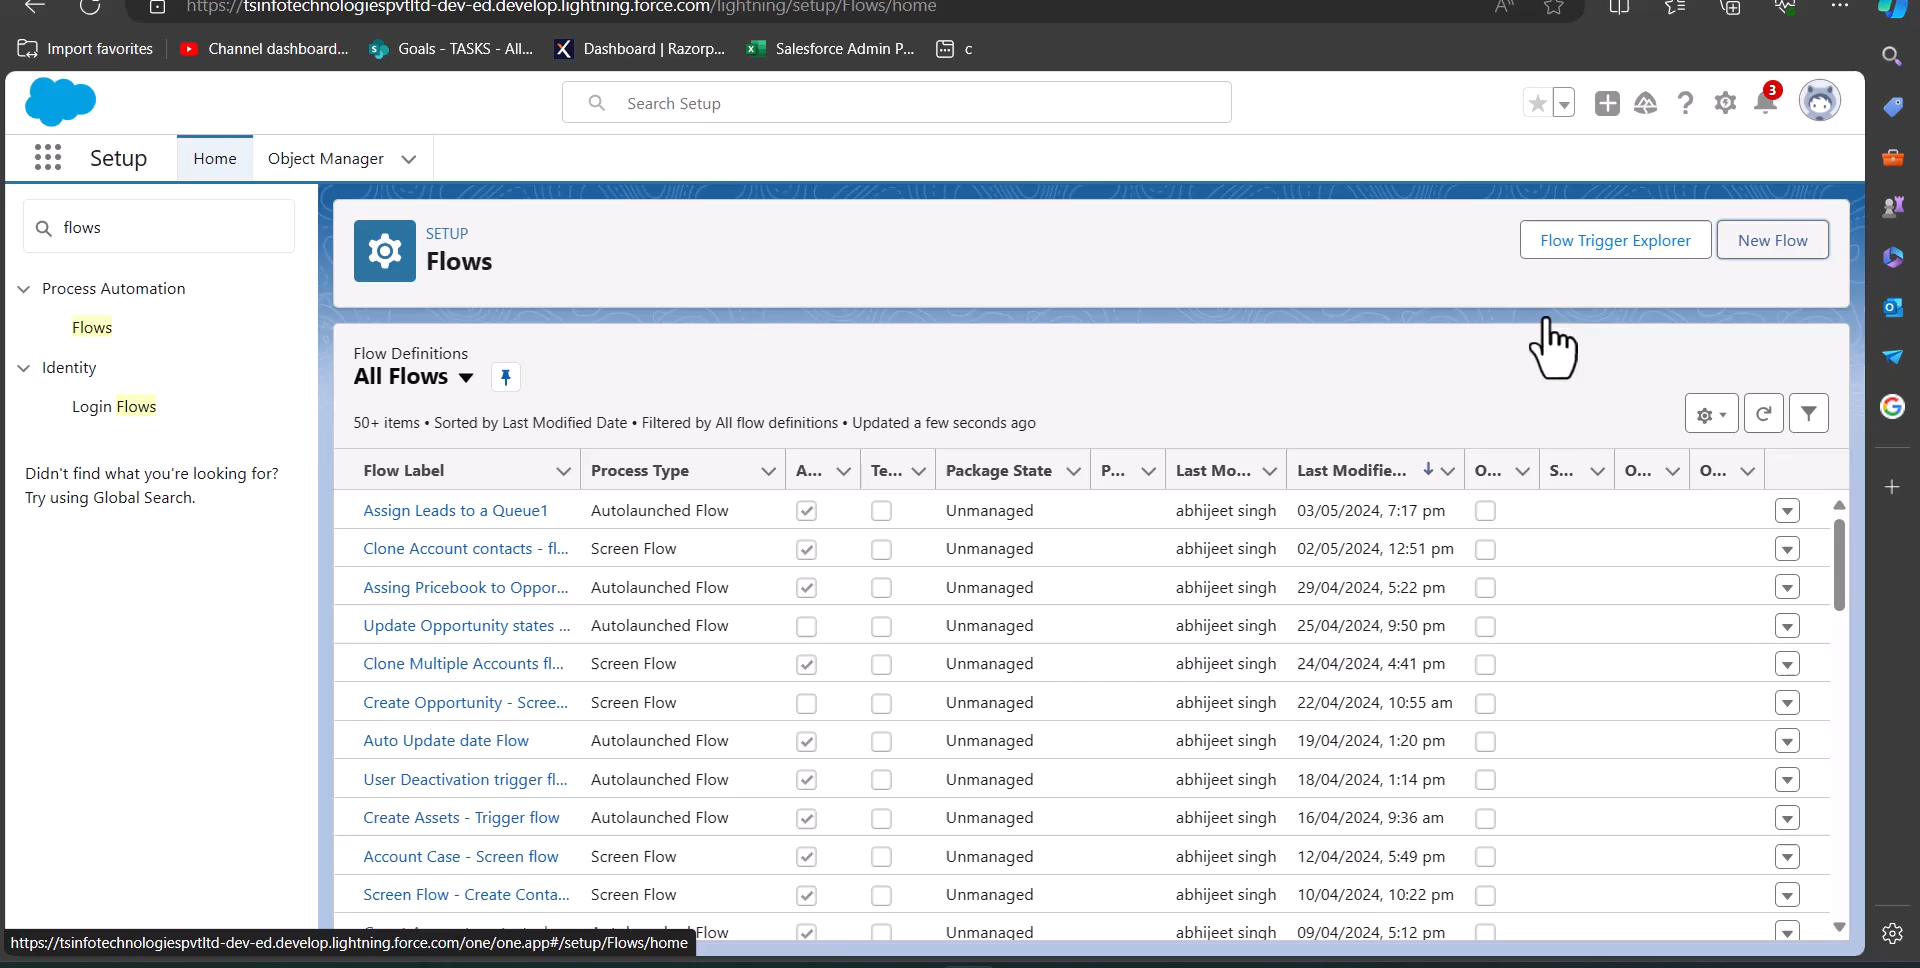 https://tsinfotechnologiespvtltd-dev-ed.develop.lightning.force.com/lightning/setup/Flows/home
Import favorites
Channel dashboard...
Goals - TASKS - All...
Dashboard | Razorp...
Salesforce Admin P...
c
Search Setup
3
Setup
Home
Object Manager
flows
Process Automation
Flows
Identity
Login Flows
Didn't find what you're looking for?
Try using Global Search.
SETUP
Flows
Flow Trigger Explorer
New Flow
Flow Definitions
All Flows
50+ items • Sorted by Last Modified Date • Filtered by All flow definitions • Updated a few seconds ago
Flow Label Process Type A... Te... Package State P... Last Mo... Last Modifie... O... S... O... O...
Assign Leads to a Queue1 Autolaunched Flow Unmanaged abhijeet singh 03/05/2024, 7:17 pm
Clone Account contacts - fl... Screen Flow Unmanaged abhijeet singh 02/05/2024, 12:51 pm
Assing Pricebook to Oppor... Autolaunched Flow Unmanaged abhijeet singh 29/04/2024, 5:22 pm
Update Opportunity states ... Autolaunched Flow Unmanaged abhijeet singh 25/04/2024, 9:50 pm
Clone Multiple Accounts fl... Screen Flow Unmanaged abhijeet singh 24/04/2024, 4:41 pm
Create Opportunity - Scree... Screen Flow Unmanaged abhijeet singh 22/04/2024, 10:55 am
Auto Update date Flow Autolaunched Flow Unmanaged abhijeet singh 19/04/2024, 1:20 pm
User Deactivation trigger fl... Autolaunched Flow Unmanaged abhijeet singh 18/04/2024, 1:14 pm
Create Assets - Trigger flow Autolaunched Flow Unmanaged abhijeet singh 16/04/2024, 9:36 am
Account Case - Screen flow Screen Flow Unmanaged abhijeet singh 12/04/2024, 5:49 pm
Screen Flow - Create Conta... Screen Flow Unmanaged abhijeet singh 10/04/2024, 10:22 pm
Flow Unmanaged abhijeet singh 09/04/2024, 5:12 pm
https://tsinfotechnologiespvtltd-dev-ed.develop.lightning.force.com/one/one.app#/setup/Flows/home